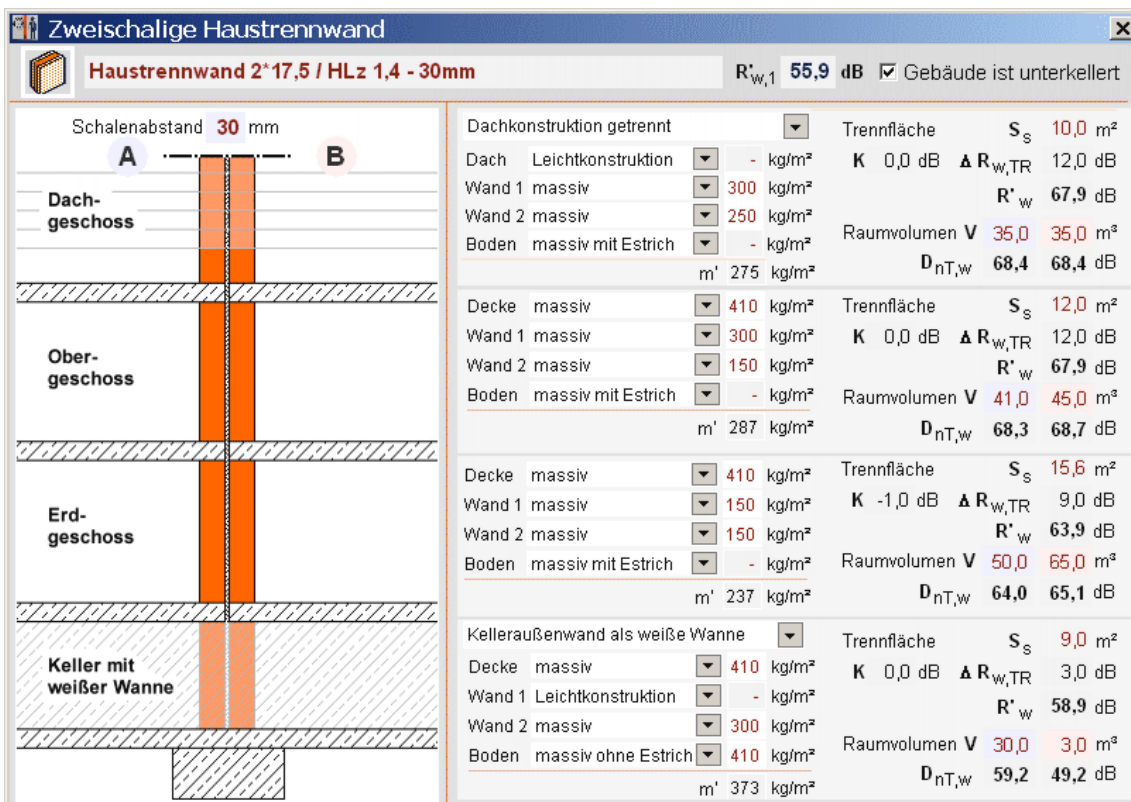 Zweischalige Haustrennwand
Haustrennwand 2*17,5 / HLz 1,4 - 30mm R'w,1 55,9 dB Gebäude ist unterkellert
Schalenabstand 30 mm
A B
Dach-
geschoss
Ober-
geschoss
Erd-
geschoss
Keller mit
weißer Wanne
Dachkonstruktion getrennt
Dach Leichtkonstruktion - kg/m²
Wand 1 massiv 300 kg/m²
Wand 2 massiv 250 kg/m²
Boden massiv mit Estrich - kg/m²
m' 275 kg/m²
Trennfläche Ss 10,0 m²
K 0,0 dB Δ Rw,TR 12,0 dB
R'w 67,9 dB
Raumvolumen V 35,0 35,0 m³
DnT,w 68,4 68,4 dB
Decke massiv 410 kg/m²
Wand 1 massiv 300 kg/m²
Wand 2 massiv 150 kg/m²
Boden massiv mit Estrich - kg/m²
m' 287 kg/m²
Trennfläche Ss 12,0 m²
K 0,0 dB Δ Rw,TR 12,0 dB
R'w 67,9 dB
Raumvolumen V 41,0 45,0 m³
DnT,w 68,3 68,7 dB
Decke massiv 410 kg/m²
Wand 1 massiv 150 kg/m²
Wand 2 massiv 150 kg/m²
Boden massiv mit Estrich - kg/m²
m' 237 kg/m²
Trennfläche Ss 15,6 m²
K -1,0 dB Δ Rw,TR 9,0 dB
R'w 63,9 dB
Raumvolumen V 50,0 65,0 m³
DnT,w 64,0 65,1 dB
Kelleraußenwand als weiße Wanne
Decke massiv 410 kg/m²
Wand 1 Leichtkonstruktion - kg/m²
Wand 2 massiv 300 kg/m²
Boden massiv ohne Estrich 410 kg/m²
m' 373 kg/m²
Trennfläche Ss 9,0 m²
K 0,0 dB Δ Rw,TR 3,0 dB
R'w 58,9 dB
Raumvolumen V 30,0 3,0 m³
DnT,w 59,2 49,2 dB